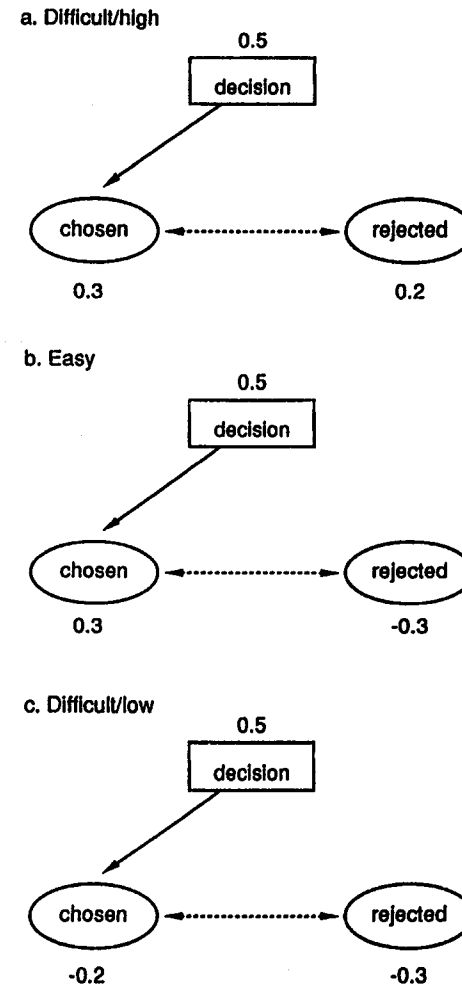 a. Difficult/high
0.5
decision
chosen
rejected
0.3
0.2
b. Easy
0.5
decision
chosen
rejected
0.3
-0.3
c. Difficult/low
0.5
decision
chosen
rejected
-0.2
-0.3